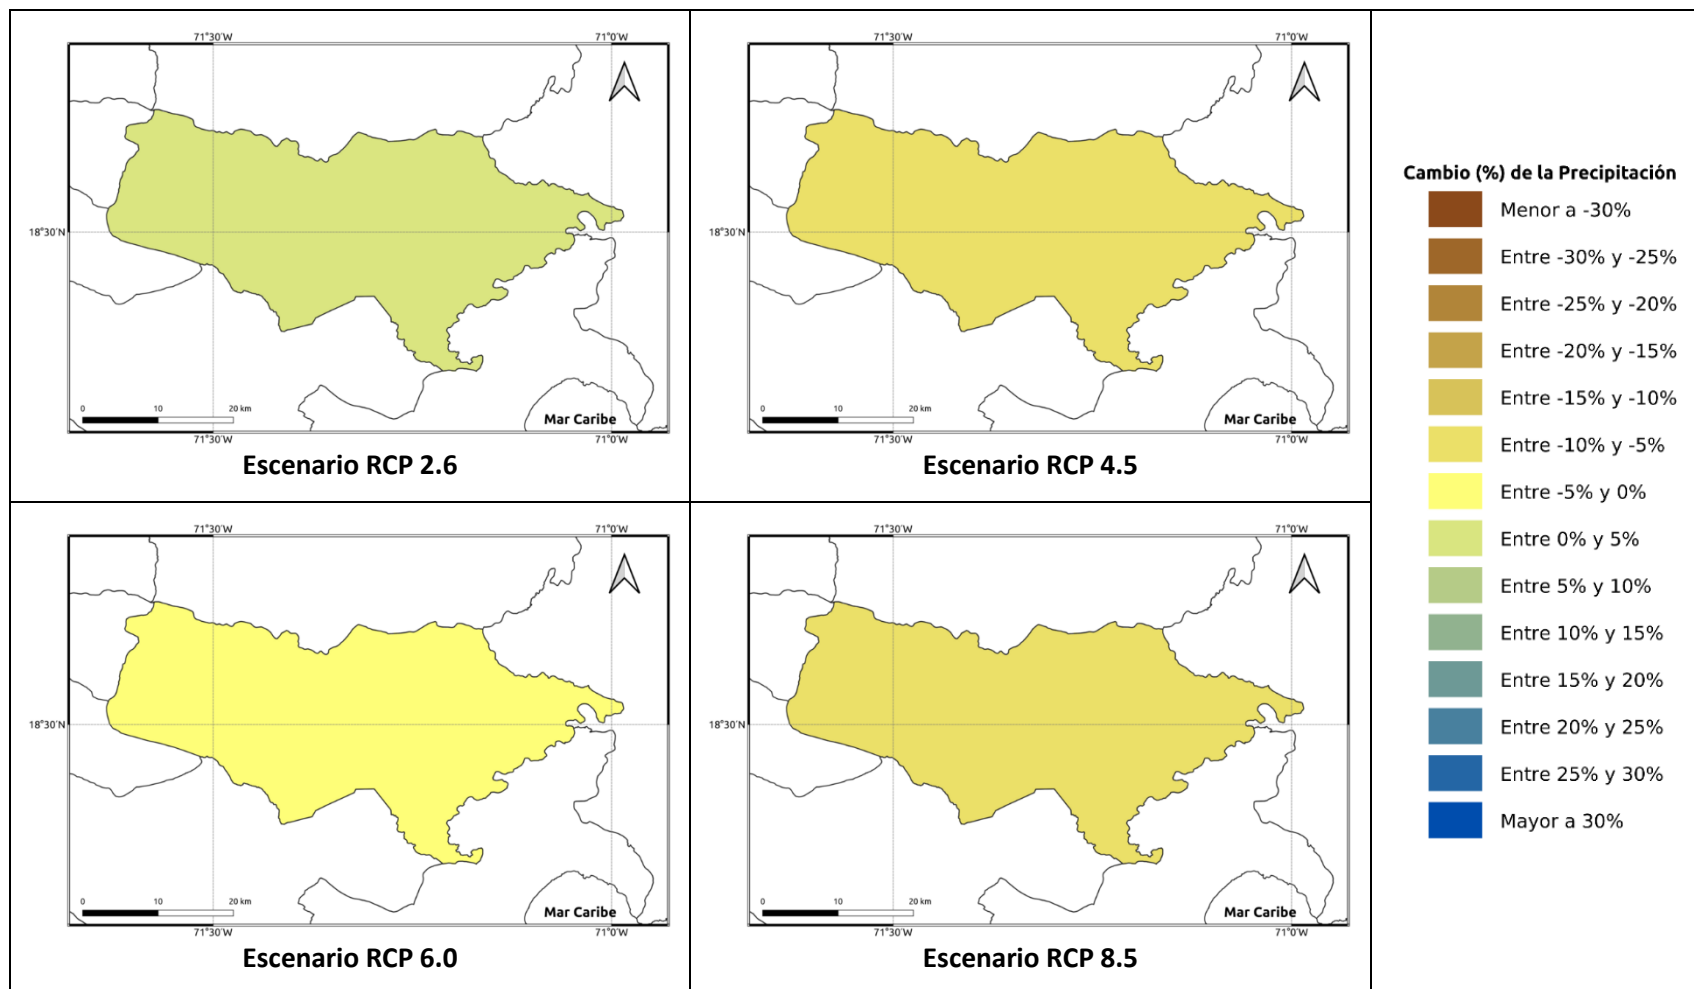 71°30'W
71°0'W
18°30'N
0
10
20 km
Mar Caribe
Escenario RCP 2.6
71°30'W
71°0'W
71°30'W
71°0'W
18°30'N
0
10
20 km
Mar Caribe
Escenario RCP 4.5
71°30'W
71°0'W
71°30'W
71°0'W
18°30'N
0
10
20 km
Mar Caribe
71°30'W
71°0'W
Escenario RCP 6.0
71°30'W
71°0'W
18°30'N
0
10
20 km
Mar Caribe
71°30'W
71°0'W
Escenario RCP 8.5
Cambio (%) de la Precipitación
Menor a -30%
Entre -30% y -25%
Entre -25% y -20%
Entre -20% y -15%
Entre -15% y -10%
Entre -10% y -5%
Entre -5% y 0%
Entre 0% y 5%
Entre 5% y 10%
Entre 10% y 15%
Entre 15% y 20%
Entre 20% y 25%
Entre 25% y 30%
Mayor a 30%